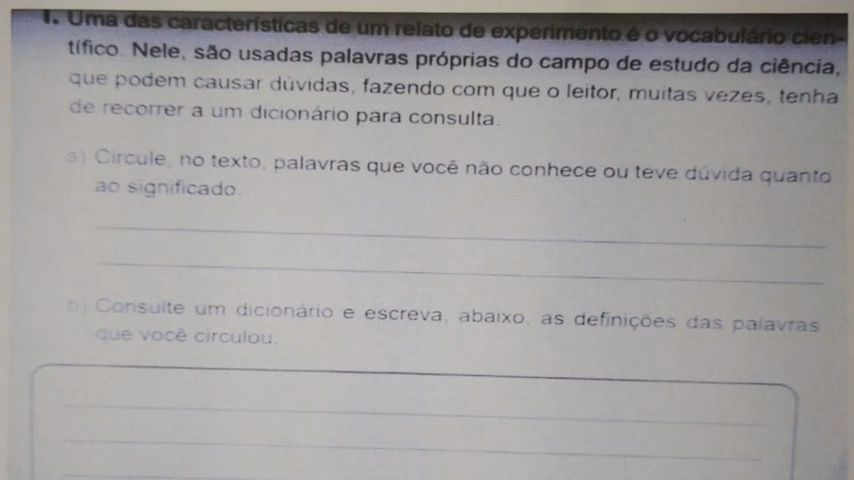 1. Uma das características de um relato de experimento é o vocabulário cien-
tífico. Nele, são usadas palavras próprias do campo de estudo da ciência,
que podem causar dúvidas, fazendo com que o leitor, muitas vezes, tenha
de recorrer a um dicionário para consulta.
a) Circule, no texto, palavras que você não conhece ou teve dúvida quanto
ao significado.
b) Consulte um dicionário e escreva, abaixo, as definições das palavras
que você circulou.